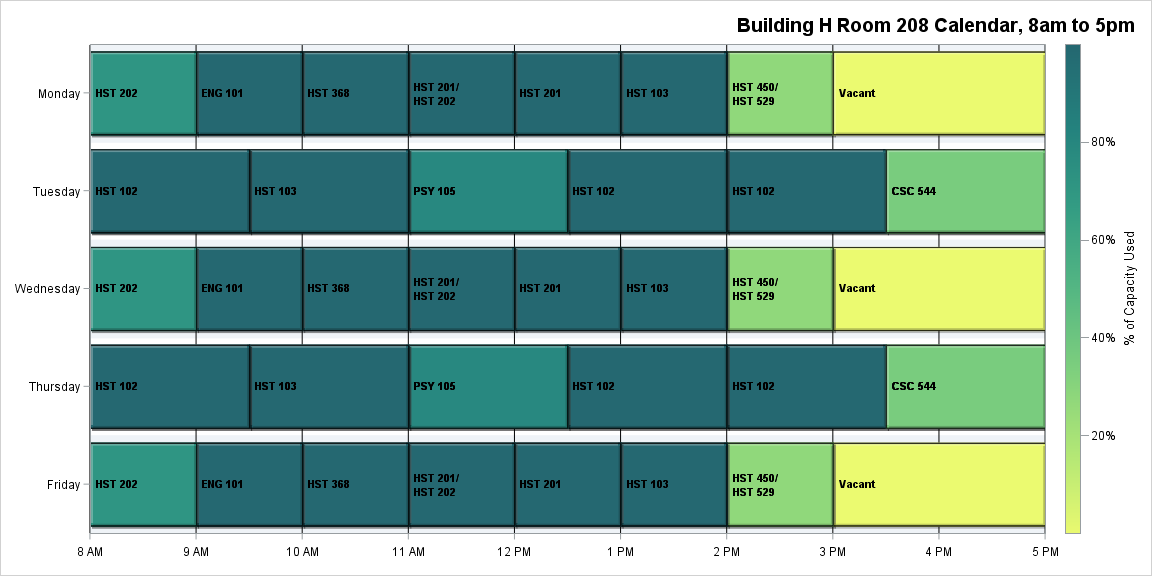 Building H Room 208 Calendar, 8am to 5pm
Monday
HST 202
ENG 101
HST 368
HST 201/
HST 202
HST 201
HST 103
HST 450/
HST 529
Vacant
Tuesday
HST 102
HST 103
PSY 105
HST 102
HST 102
CSC 544
Wednesday
HST 202
ENG 101
HST 368
HST 201/
HST 202
HST 201
HST 103
HST 450/
HST 529
Vacant
Thursday
HST 102
HST 103
PSY 105
HST 102
HST 102
CSC 544
Friday
HST 202
ENG 101
HST 368
HST 201/
HST 202
HST 201
HST 103
HST 450/
HST 529
Vacant
8 AM
9 AM
10 AM
11 AM
12 PM
1 PM
2 PM
3 PM
4 PM
5 PM
80%
60%
40%
20%
% of Capacity Used